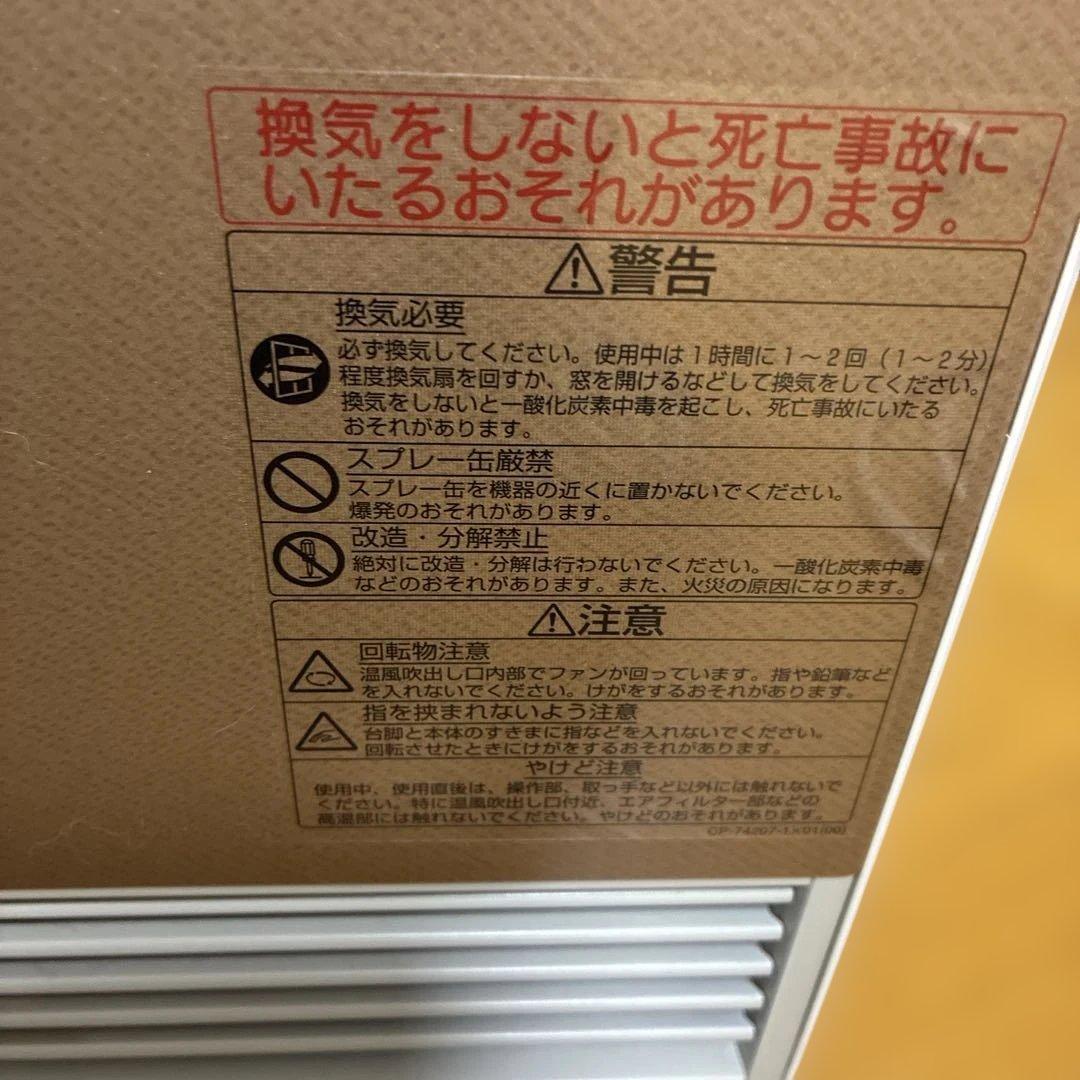 換気をしないと死亡事故に
いたるおそれがあります。
警告
換気必要
必ず換気してください。使用中は1時間に1〜2回(1〜2分)
程度換気扇を回すか、窓を開けるなどして換気をしてください。
換気をしないと一酸化炭素中毒を起こし、死亡事故にいたる
おそれがあります。
スプレー缶厳禁
スプレー缶を機器の近くに置かないでください。
爆発のおそれがあります。
改造・分解禁止
絶対に改造・分解は行わないでください。一酸化炭素中毒
などのおそれがあります。また、火災の原因になります。
注意
回転物注意
温風吹出し口内部でファンが回っています。指や鉛筆など
を入れないでください。けがをするおそれがあります。
指を挟まれないよう注意
台脚と本体のすきまに指などを入れないでください。
回転させたときにけがをするおそれがあります。
やけど注意
使用中、使用直後は、操作部、取っ手など以外には触れないで
ください。特に温風吹出し口付近、エアフィルター部などの
高温部には触れないでください。やけどのおそれがあります。
CP-74207-1X01(00)